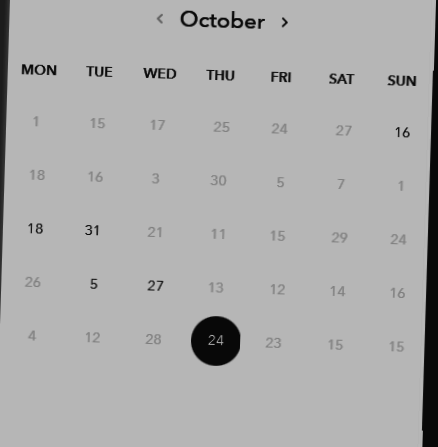 ‹ October ›
MON TUE WED THU FRI SAT SUN
1 15 17 25 24 27 16
18 16 3 30 5 7 1
18 31 21 11 15 29 24
26 5 27 13 12 14 16
4 12 28 24 23 15 15